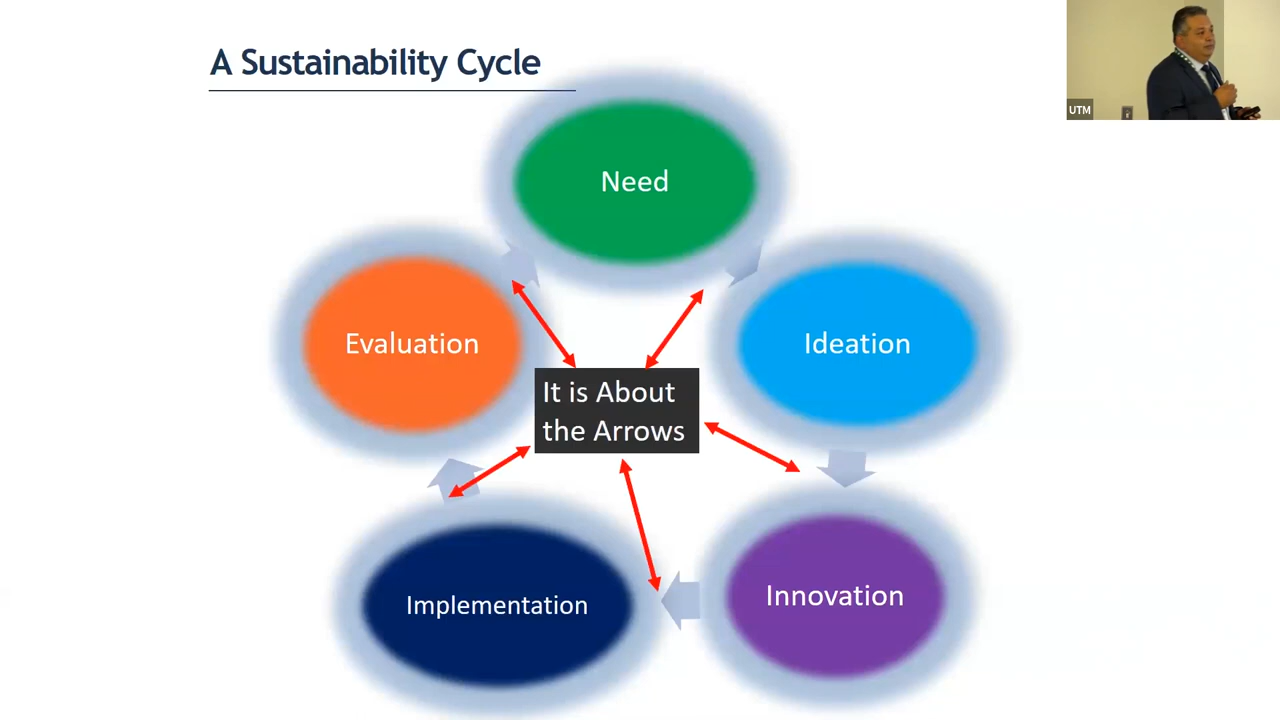 A Sustainability Cycle
UTM
Need
Evaluation
Ideation
It is About
the Arrows
Implementation
Innovation